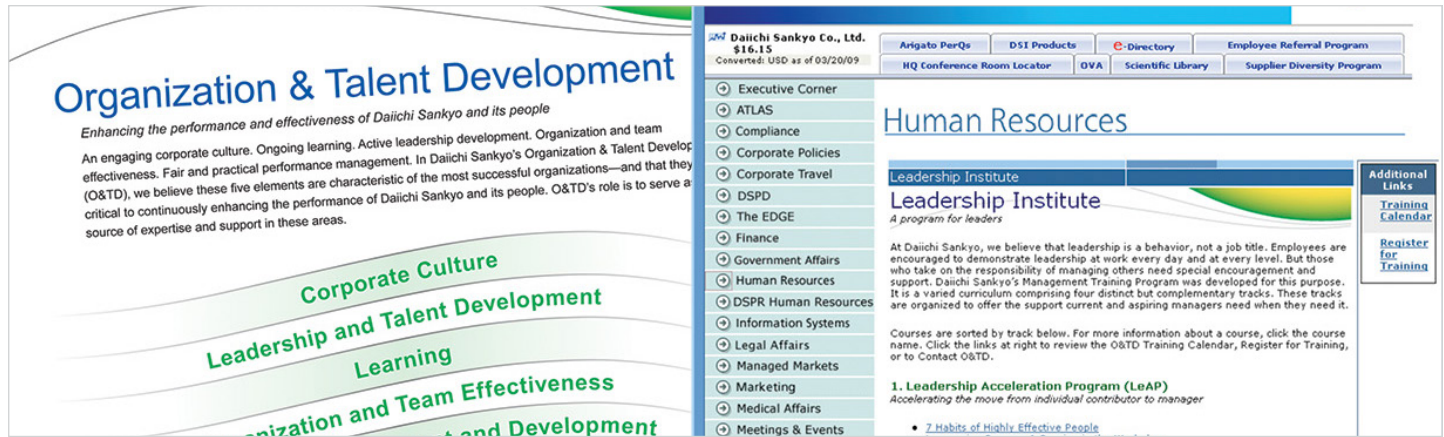 Organization & Talent Development
Enhancing the performance and effectiveness of Daiichi Sankyo and its people
An engaging corporate culture. Ongoing learning. Active leadership development. Organization and team
effectiveness. Fair and practical performance management. In Daiichi Sankyo's Organization & Talent Develop
(O&TD), we believe these five elements are characteristic of the most successful organizations—and that they
critical to continuously enhancing the performance of Daiichi Sankyo and its people. O&TD's role is to serve a
source of expertise and support in these areas.
Corporate Culture
Leadership and Talent Development
Learning
nization and Team Effectiveness
t and Development
Daiichi Sankyo Co., Ltd.
$16.15
Converted: USD as of 03/20/09
Arigato PerQs
DSI Products
e-Directory
Employee Referral Program
HQ Conference Room Locator
OVA
Scientific Library
Supplier Diversity Program
Executive Corner
ATLAS
Compliance
Corporate Policies
Corporate Travel
DSPD
The EDGE
Finance
Government Affairs
Human Resources
DSPR Human Resources
Information Systems
Legal Affairs
Managed Markets
Marketing
Medical Affairs
Meetings & Events
Human Resources
Leadership Institute
Leadership Institute
A program for leaders
At Daiichi Sankyo, we believe that leadership is a behavior, not a job title. Employees are
encouraged to demonstrate leadership at work every day and at every level. But those
who take on the responsibility of managing others need special encouragement and
support. Daiichi Sankyo's Management Training Program was developed for this purpose.
It is a varied curriculum comprising four distinct but complementary tracks. These tracks
are organized to offer the support current and aspiring managers need when they need it.
Courses are sorted by track below. For more information about a course, click the course
name. Click the links at right to review the O&TD Training Calendar, Register for Training,
or to Contact O&TD.
1. Leadership Acceleration Program (LeAP)
Accelerating the move from individual contributor to manager
7 Habits of Highly Effective People
Additional
Links
Training
Calendar
Register
for
Training